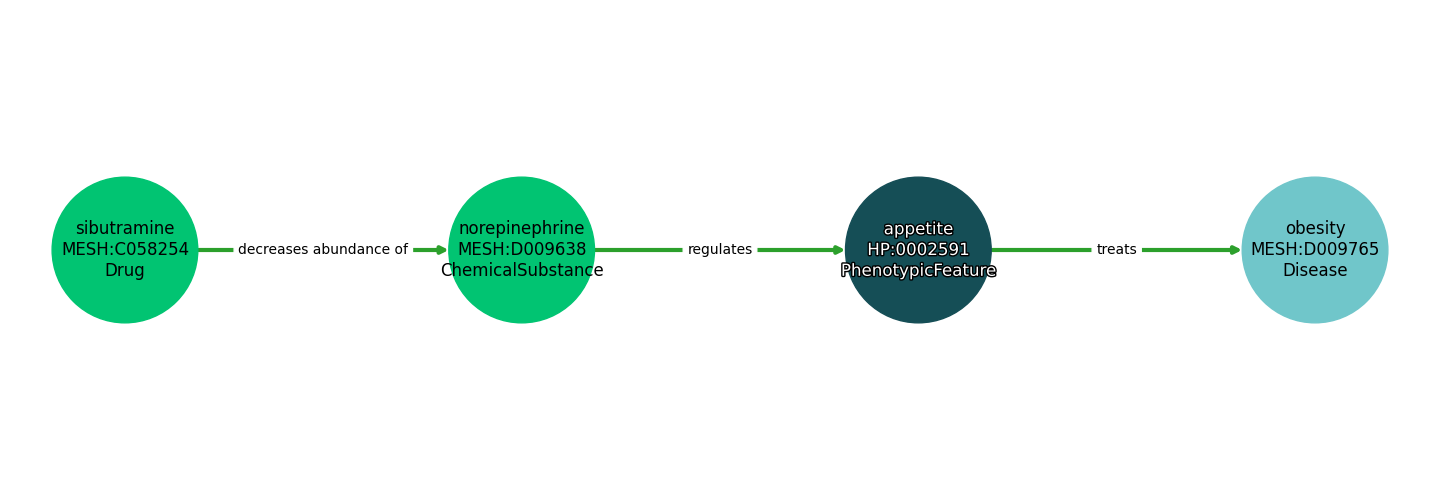 sibutramine
MESH:C058254
Drug
decreases abundance of
norepinephrine
MESH:D009638
ChemicalSubstance
regulates
appetite
HP:0002591
PhenotypicFeature
treats
obesity
MESH:D009765
Disease